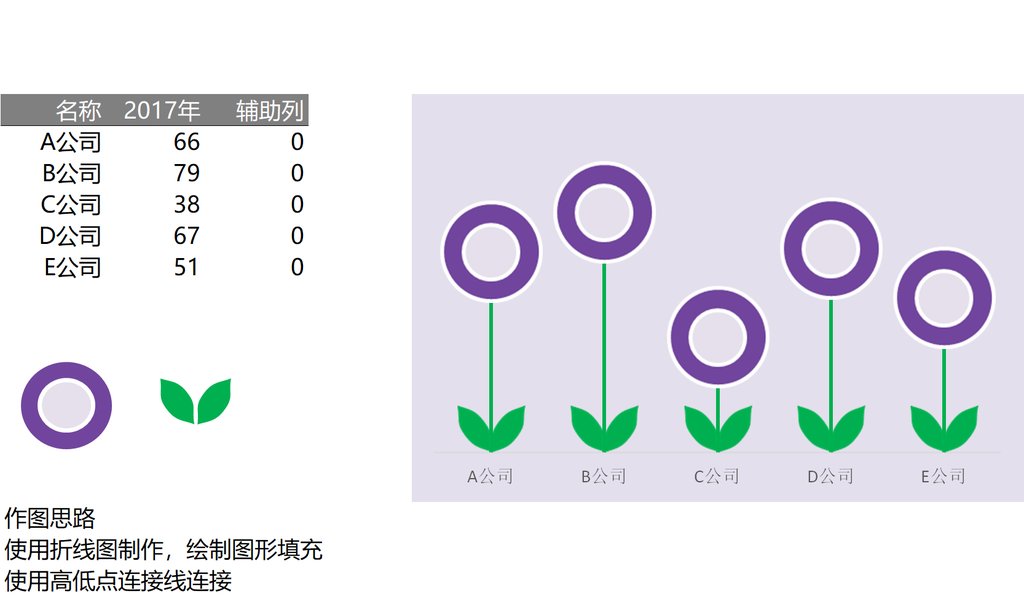 名称 2017年 辅助列
A公司 66 0
B公司 79 0
C公司 38 0
D公司 67 0
E公司 51 0
A公司 B公司 C公司 D公司 E公司
作图思路
使用折线图制作，绘制图形填充
使用高低点连接线连接